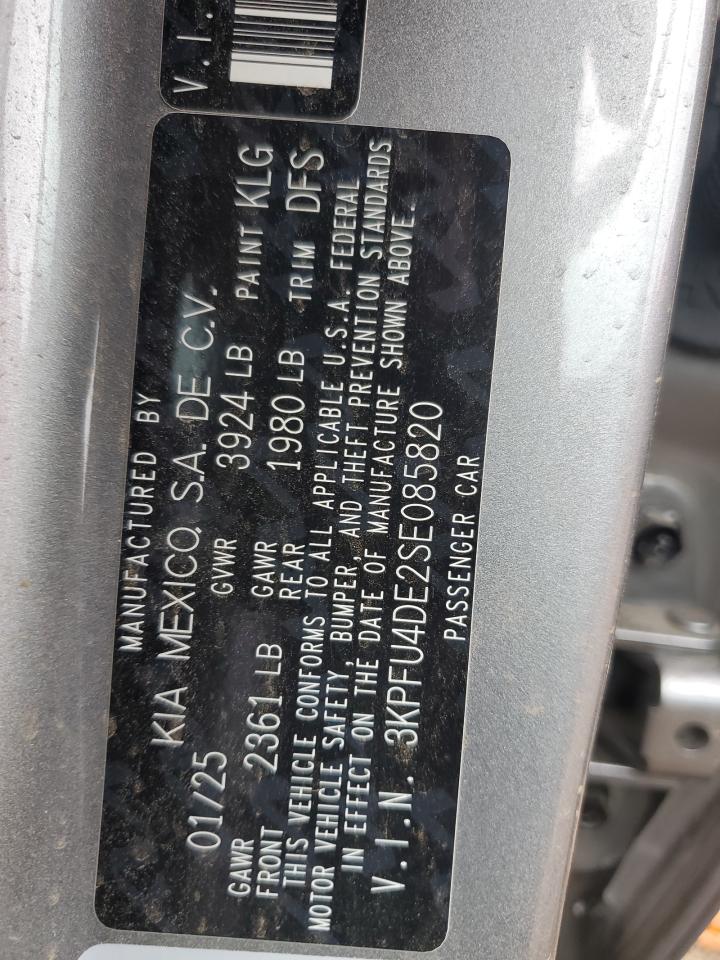 V.I.
MANUFACTURED BY
KIA MEXICO, S.A. DE C.V.
01/25 GVWR 3924 LB PAINT KLG
GAWR FRONT 2361 LB GAWR REAR 1980 LB TRIM DFS
THIS VEHICLE CONFORMS TO ALL APPLICABLE U.S.A. FEDERAL
MOTOR VEHICLE SAFETY, BUMPER, AND THEFT PREVENTION STANDARDS
IN EFFECT ON THE DATE OF MANUFACTURE SHOWN ABOVE.
V.I.N. 3KPFU4DE2SE085820
PASSENGER CAR